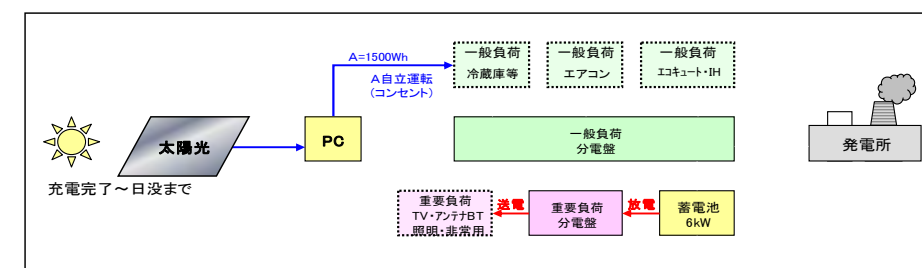 A=1500Wh
A自立運転
(コンセント)
一般負荷
冷蔵庫等
一般負荷
エアコン
一般負荷
エコキュート・IH
太陽光
PC
一般負荷
分電盤
発電所
充電完了～日没まで
重要負荷
TV・アンテナBT
照明・非常用
送電
重要負荷
分電盤
放電
蓄電池
6kW